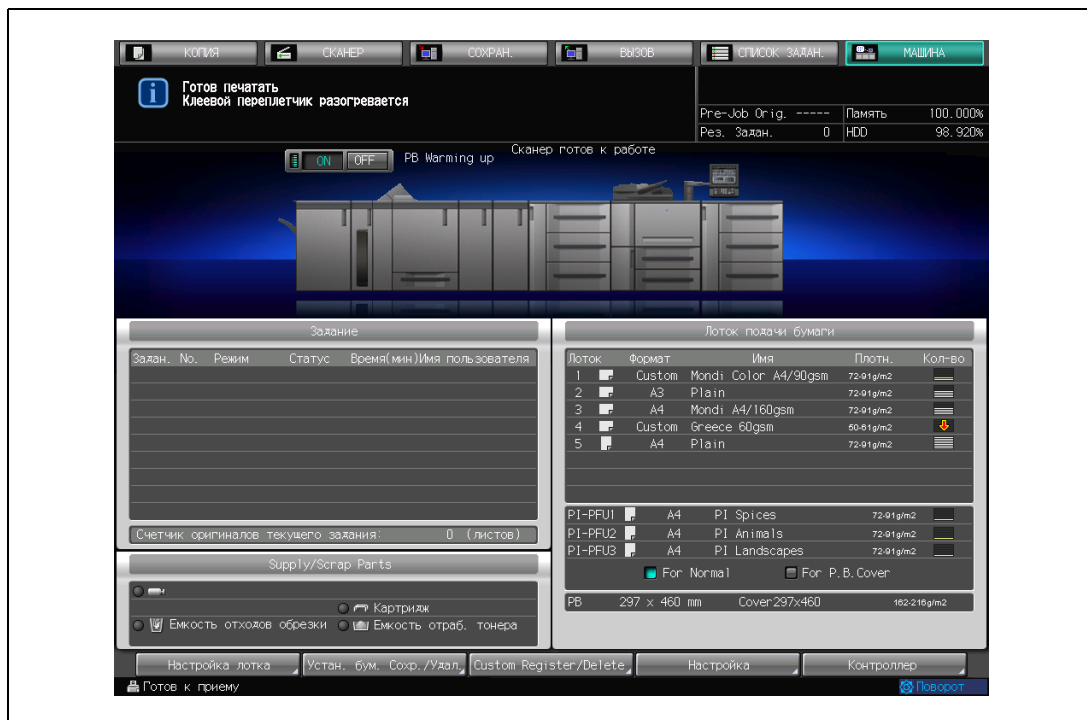 КОПИЯ СКАНЕР СОХРАН. ВЫЗОВ СПИСОК ЗАДАН. МАШИНА
Готов печатать
Клеевой переплетчик разогревается
Pre-Job Orig. ----- Память 100.000%
Рез. Задан. 0 HDD 98.920%
Сканер готов к работе
ON OFF PB Warming up
Задание
Задан. No. Режим Статус Время(мин)Имя пользователя
Счетчик оригиналов текущего задания: 0 (листов)
Supply/Scrap Parts
Картридж
Емкость отходов обрезки Емкость отраб. тонера
Лоток подачи бумаги
Лоток Формат Имя Плотн. Кол-во
1 Custom Mondi Color A4/90gsm 72-91g/m2
2 A3 Plain 72-91g/m2
3 A4 Mondi A4/160gsm 72-91g/m2
4 Custom Greece 60gsm 50-61g/m2
5 A4 Plain 72-91g/m2
PI-PFU1 A4 PI Spices 72-91g/m2
PI-PFU2 A4 PI Animals 72-91g/m2
PI-PFU3 A4 PI Landscapes 72-91g/m2
For Normal For P.B.Cover
PB 297 x 460 mm Cover297x460 162-216g/m2
Настройка лотка Устан. бум. Сохр./Удал. Custom Register/Delete Настройка Контроллер
Готов к приему Поворот